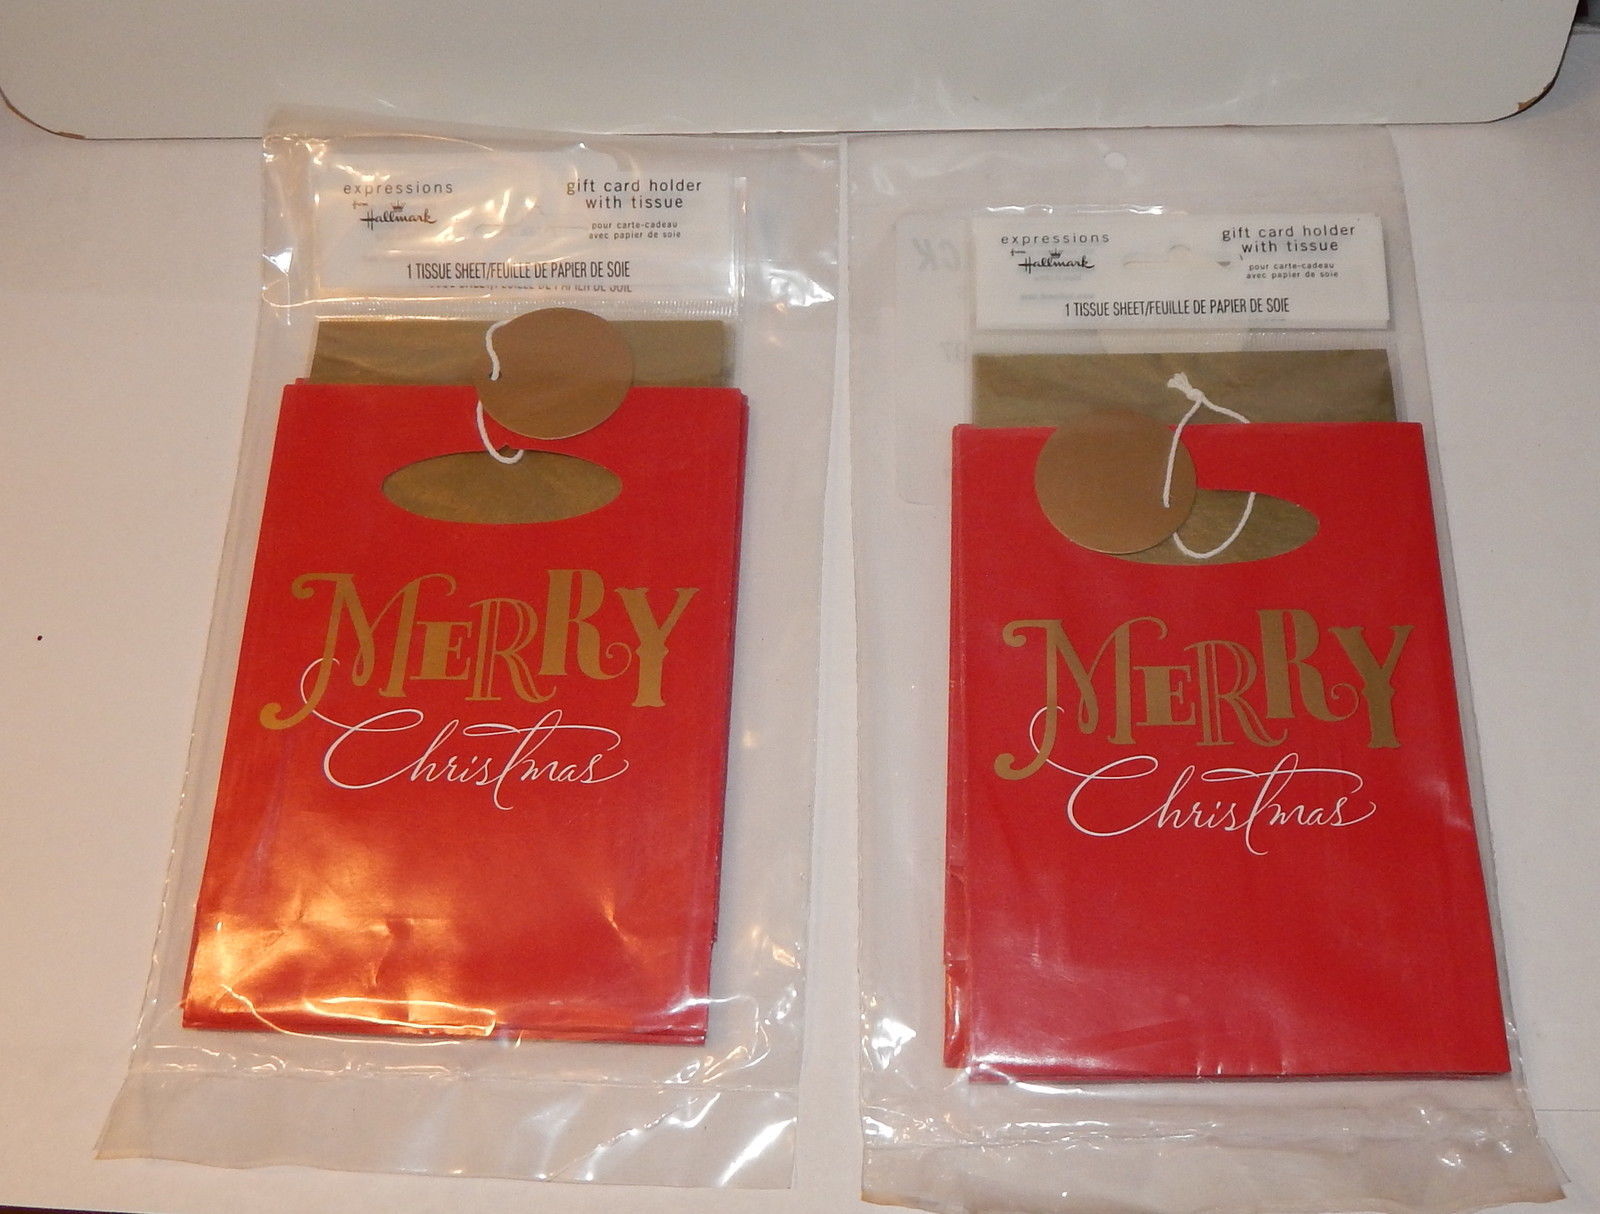 expressions
from
Hallmark
gift card holder
with tissue
pour carte-cadeau
avec papier de soie
1 TISSUE SHEET/FEUILLE DE PAPIER DE SOIE
MERRY
Christmas
expressions
from
Hallmark
gift card holder
with tissue
pour carte-cadeau
avec papier de soie
1 TISSUE SHEET/FEUILLE DE PAPIER DE SOIE
MERRY
Christmas